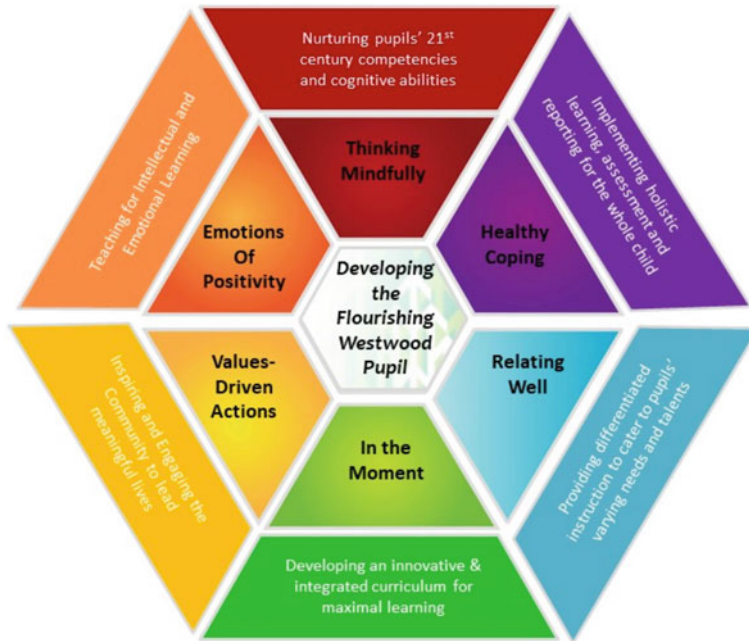 Nurturing pupils' 21st
century competencies
and cognitive abilities
Thinking
Mindfully
Implementing holistic
learning, assessment and
reporting for the whole child
Healthy
Coping
Providing differentiated
instruction to cater to pupils'
varying needs and talents
Relating
Well
Developing an innovative &
integrated curriculum for
maximal learning
In the
Moment
Inspiring and Engaging the
Community to lead
meaningful lives
Values-
Driven
Actions
Teaching for Intellectual and
Emotional Learning
Emotions
Of
Positivity
Developing
the
Flourishing
Westwood
Pupil